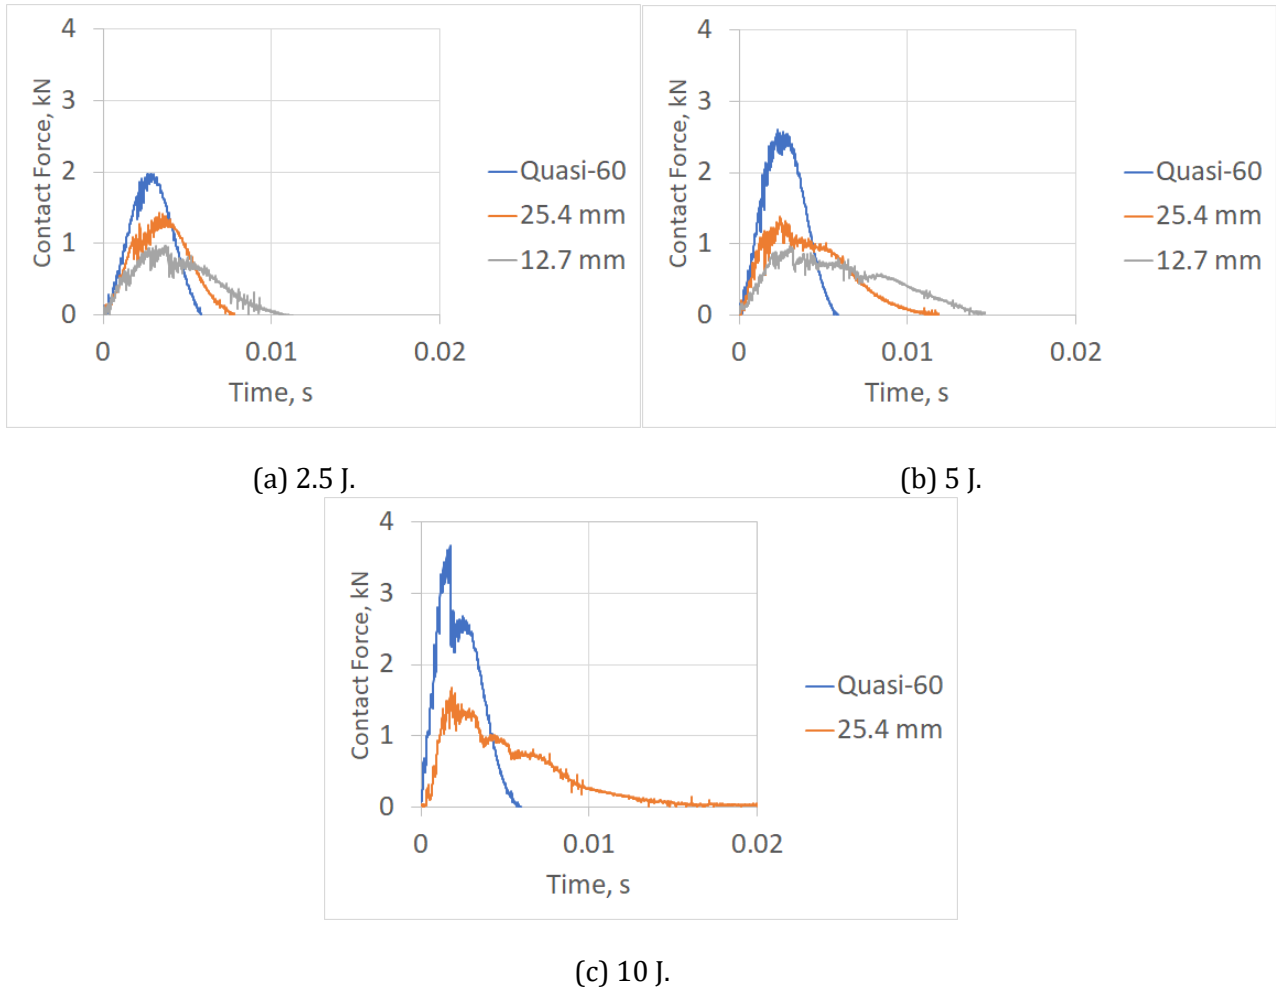 4
3
2
1
0
Contact Force, kN
0
0.01
0.02
Time, s
Quasi-60
25.4 mm
12.7 mm
4
3
2
1
0
Contact Force, kN
0
0.01
0.02
Time, s
Quasi-60
25.4 mm
12.7 mm
(a) 2.5 J.
(b) 5 J.
4
3
2
1
0
Contact Force, kN
0
0.01
0.02
Time, s
Quasi-60
25.4 mm
(c) 10 J.